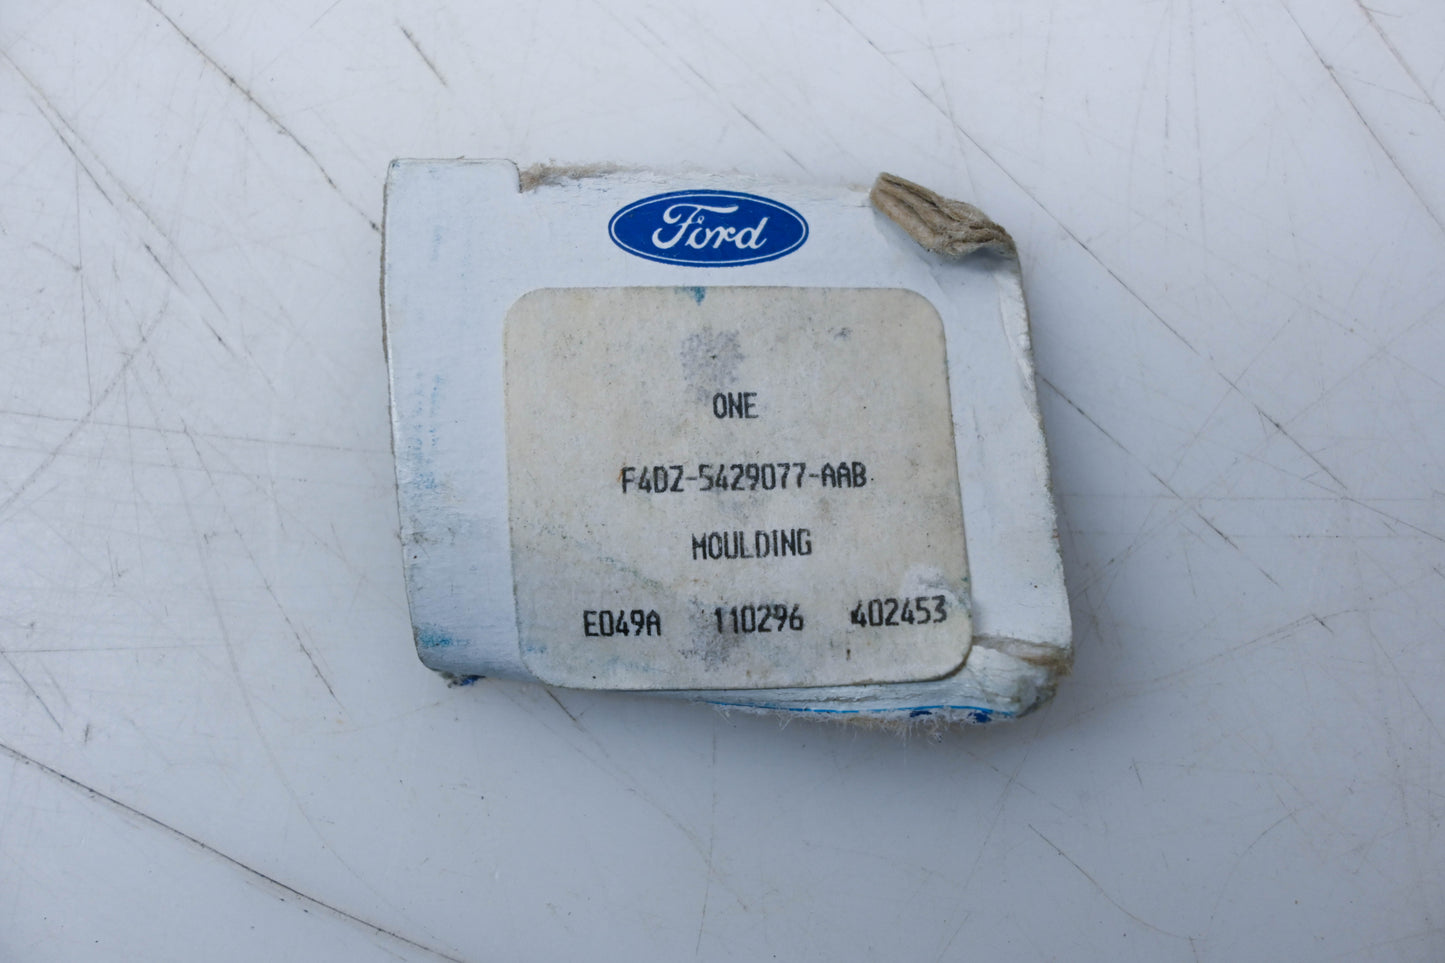 Ford
ONE
F4DZ-5429077-AAB
MOULDING
E049A 110296 402453